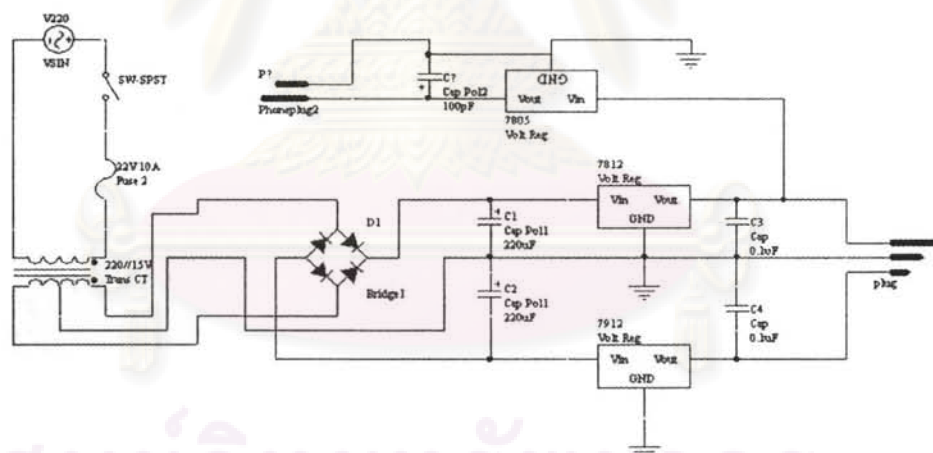 V220
VSIN
SW-SPST
22V10A
Fuse 2
220//15V
Trans CT
P?
Phoneplug2
C?
Cap Pol2
100pF
GND
Vout
Vin
7805
Volt Reg
D1
Bridge1
C1
Cap Pol1
220uF
C2
Cap Pol1
220uF
7812
Volt Reg
Vin
Vout
GND
C3
Cap
0.1uF
plug
C4
Cap
0.1uF
7912
Volt Reg
Vin
Vout
GND